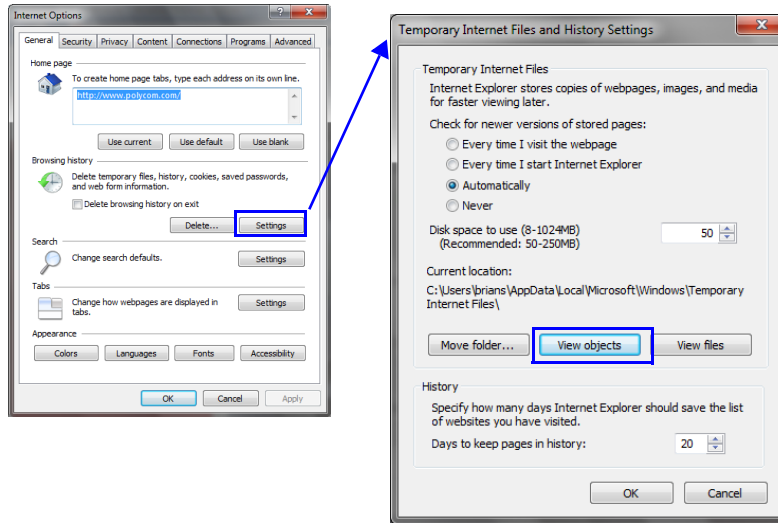 Internet Options
General Security Privacy Content Connections Programs Advanced
Home page
To create home page tabs, type each address on its own line.
http://www.polycom.com/
Use current Use default Use blank
Browsing history
Delete temporary files, history, cookies, saved passwords,
and web form information.
Delete browsing history on exit
Delete... Settings
Search
Change search defaults. Settings
Tabs
Change how webpages are displayed in
tabs. Settings
Appearance
Colors Languages Fonts Accessibility
OK Cancel Apply
Temporary Internet Files and History Settings
Temporary Internet Files
Internet Explorer stores copies of webpages, images, and media
for faster viewing later.
Check for newer versions of stored pages:
Every time I visit the webpage
Every time I start Internet Explorer
Automatically
Never
Disk space to use (8-1024MB) 50
(Recommended: 50-250MB)
Current location:
C:\Users\brians\AppData\Local\Microsoft\Windows\Temporary
Internet Files\
Move folder... View objects View files
History
Specify how many days Internet Explorer should save the list
of websites you have visited.
Days to keep pages in history: 20
OK Cancel